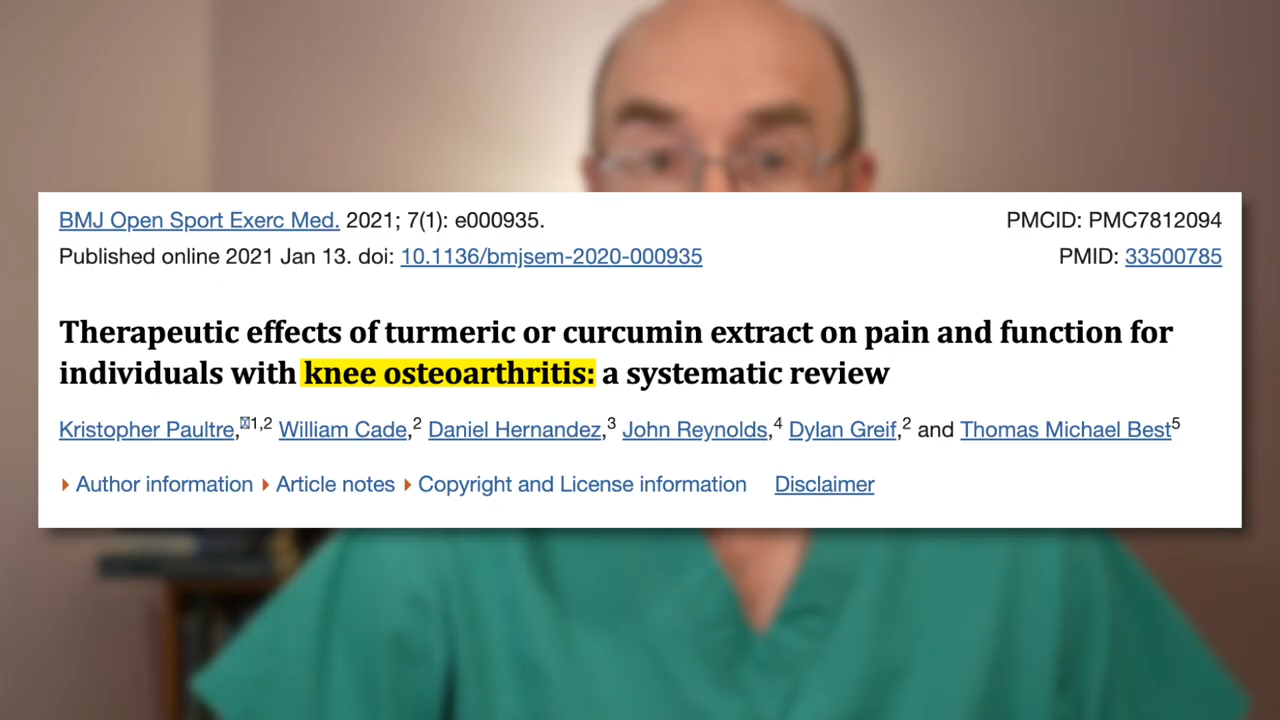 BMJ Open Sport Exerc Med. 2021; 7(1): e000935.
PMCID: PMC7812094
Published online 2021 Jan 13. doi: 10.1136/bmjsem-2020-000935
PMID: 33500785
Therapeutic effects of turmeric or curcumin extract on pain and function for
individuals with knee osteoarthritis: a systematic review
Kristopher Paultre,1,2 William Cade,2 Daniel Hernandez,3 John Reynolds,4 Dylan Greif,2 and Thomas Michael Best5
Author information Article notes Copyright and License information Disclaimer